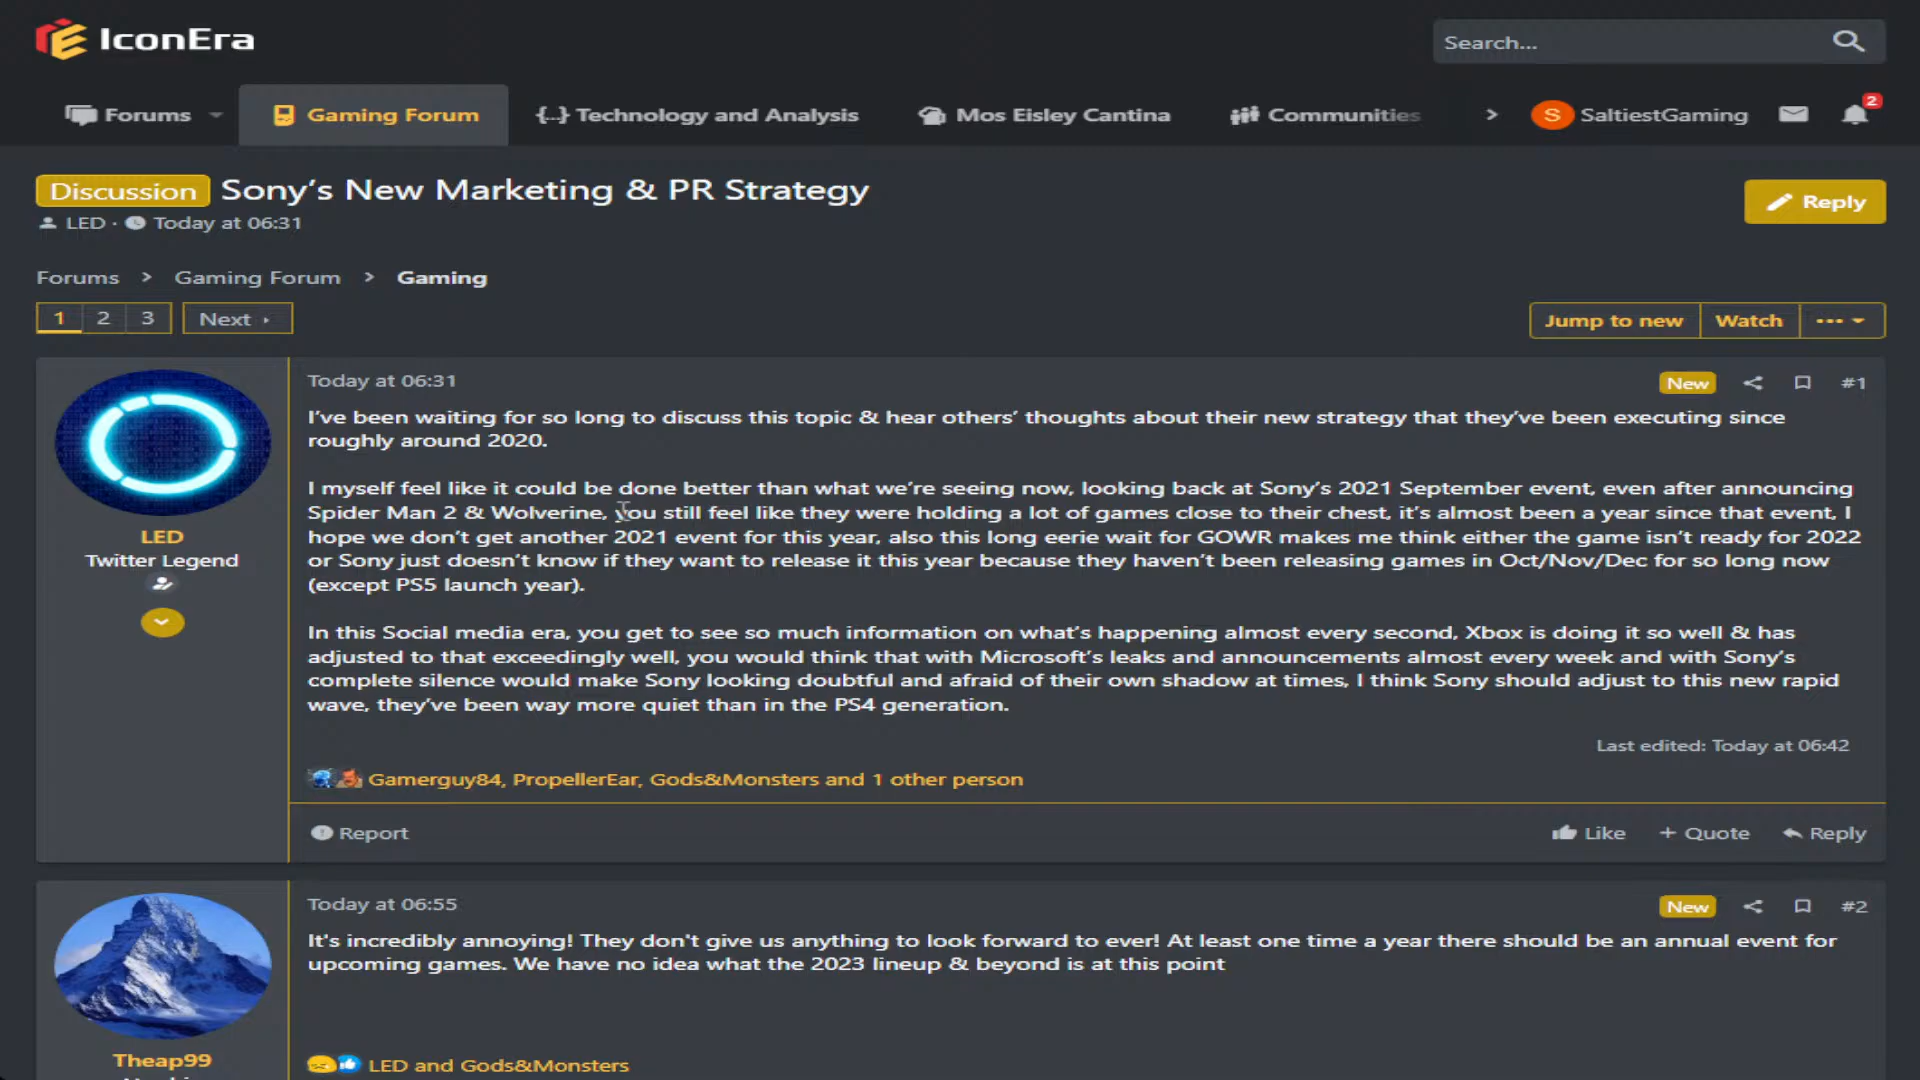 IconEra
Search...
Forums
Gaming Forum
{...} Technology and Analysis
Mos Eisley Cantina
Communities
>
S
SaltiestGaming
2
Discussion
Sony's New Marketing & PR Strategy
Reply
LED · Today at 06:31
Forums > Gaming Forum > Gaming
1 2 3 Next
Jump to new
Watch
...
Today at 06:31
New
#1
I've been waiting for so long to discuss this topic & hear others' thoughts about their new strategy that they've been executing since
roughly around 2020.
I myself feel like it could be done better than what we're seeing now, looking back at Sony's 2021 September event, even after announcing
Spider Man 2 & Wolverine, you still feel like they were holding a lot of games close to their chest, it's almost been a year since that event, I
hope we don't get another 2021 event for this year, also this long eerie wait for GOWR makes me think either the game isn't ready for 2022
or Sony just doesn't know if they want to release it this year because they haven't been releasing games in Oct/Nov/Dec for so long now
(except PS5 launch year).
In this Social media era, you get to see so much information on what's happening almost every second, Xbox is doing it so well & has
adjusted to that exceedingly well, you would think that with Microsoft's leaks and announcements almost every week and with Sony's
complete silence would make Sony looking doubtful and afraid of their own shadow at times, I think Sony should adjust to this new rapid
wave, they've been way more quiet than in the PS4 generation.
Last edited: Today at 06:42
Gamerguy84, PropellerEar, Gods&Monsters and 1 other person
Report
Like
+ Quote
Reply
LED
Twitter Legend
Today at 06:55
New
#2
It's incredibly annoying! They don't give us anything to look forward to ever! At least one time a year there should be an annual event for
upcoming games. We have no idea what the 2023 lineup & beyond is at this point
LED and Gods&Monsters
Theap99